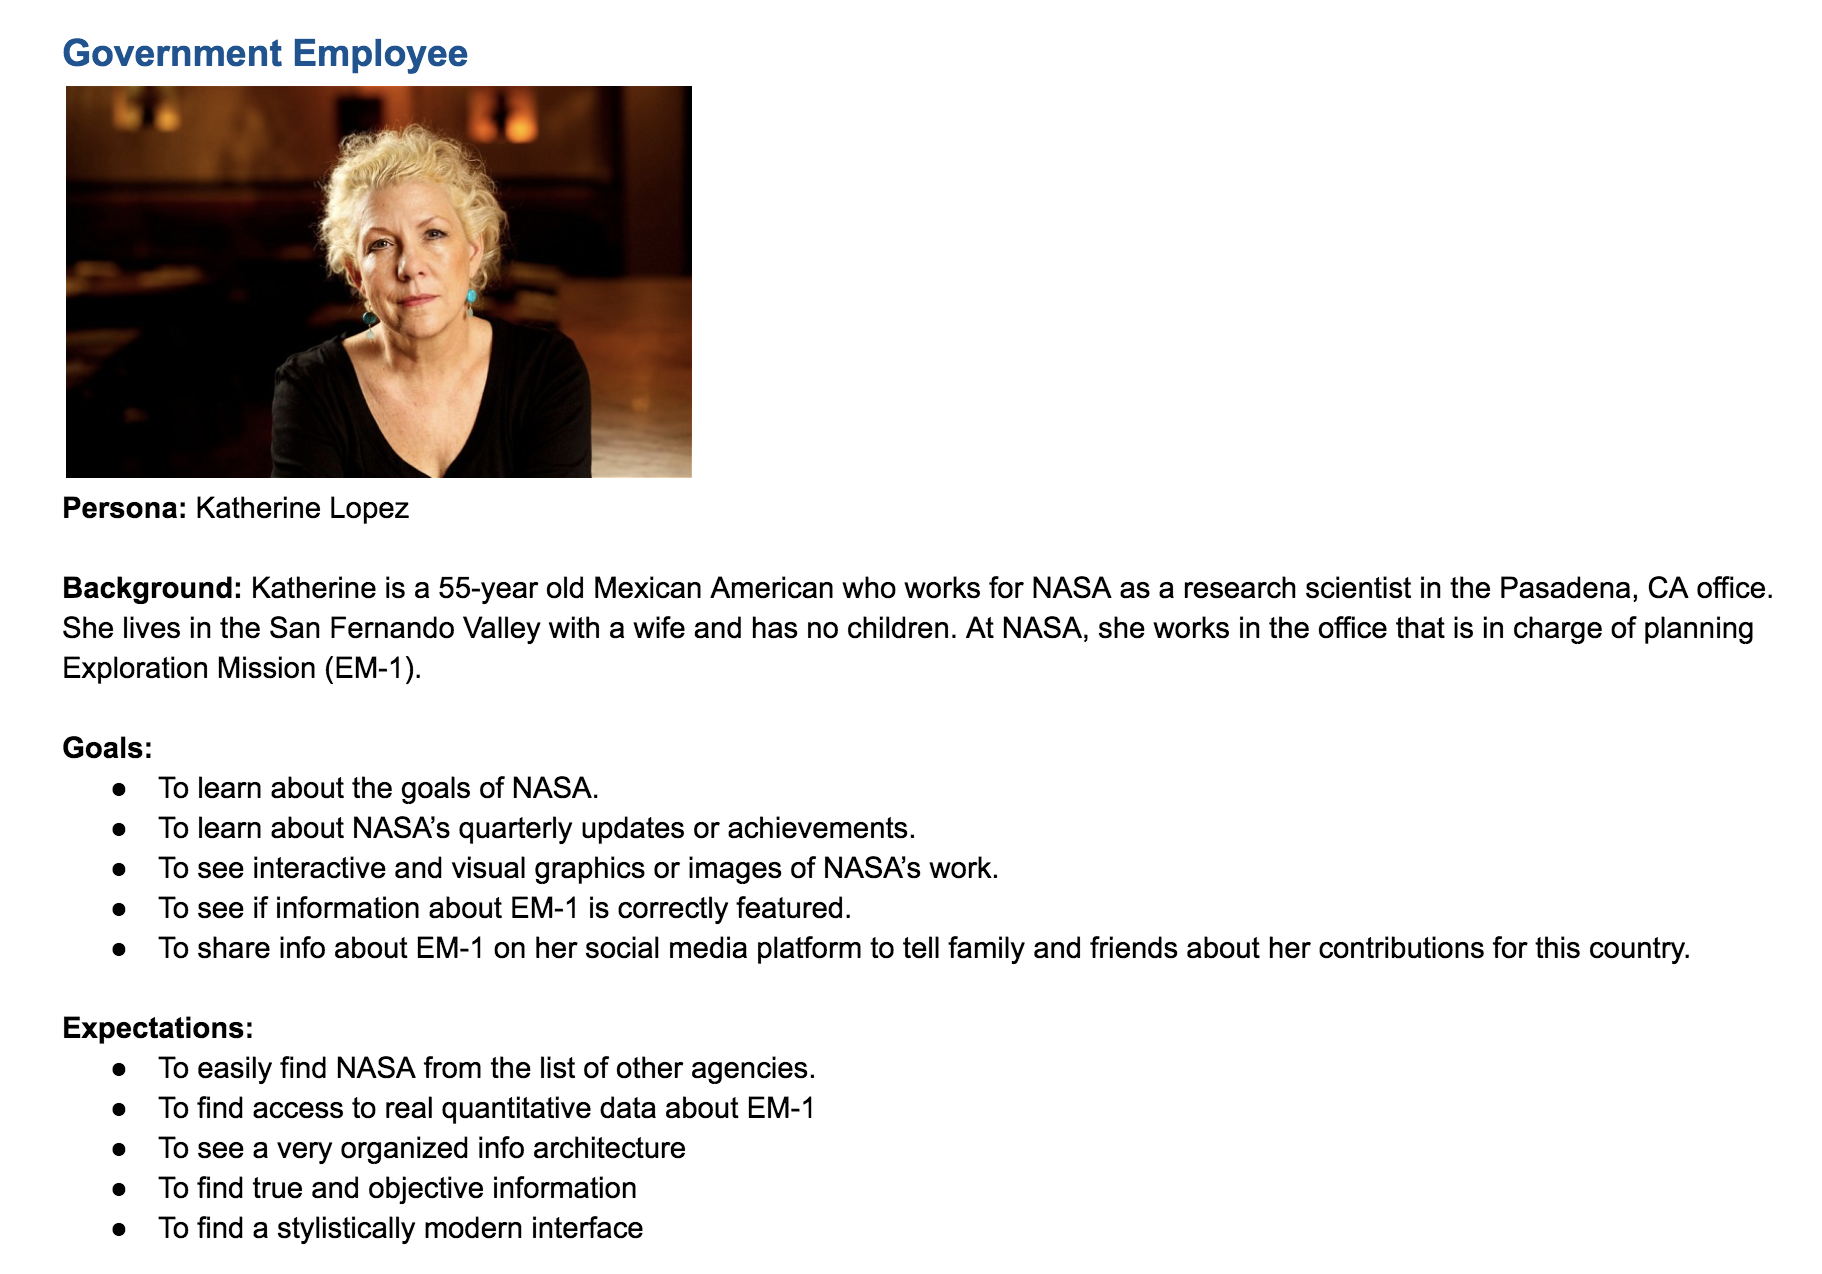 Government Employee
Persona: Katherine Lopez
Background: Katherine is a 55-year old Mexican American who works for NASA as a research scientist in the Pasadena, CA office.
She lives in the San Fernando Valley with a wife and has no children. At NASA, she works in the office that is in charge of planning
Exploration Mission (EM-1).
Goals:
● To learn about the goals of NASA.
● To learn about NASA’s quarterly updates or achievements.
● To see interactive and visual graphics or images of NASA’s work.
● To see if information about EM-1 is correctly featured.
● To share info about EM-1 on her social media platform to tell family and friends about her contributions for this country.
Expectations:
● To easily find NASA from the list of other agencies.
● To find access to real quantitative data about EM-1
● To see a very organized info architecture
● To find true and objective information
● To find a stylistically modern interface